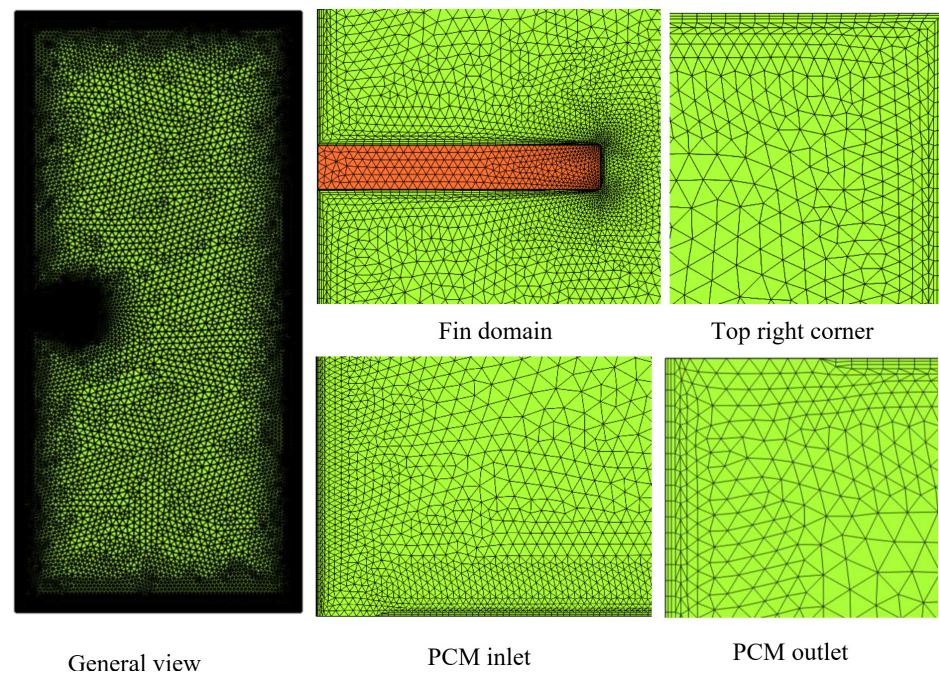 Fin domain
Top right corner
General view
PCM inlet
PCM outlet